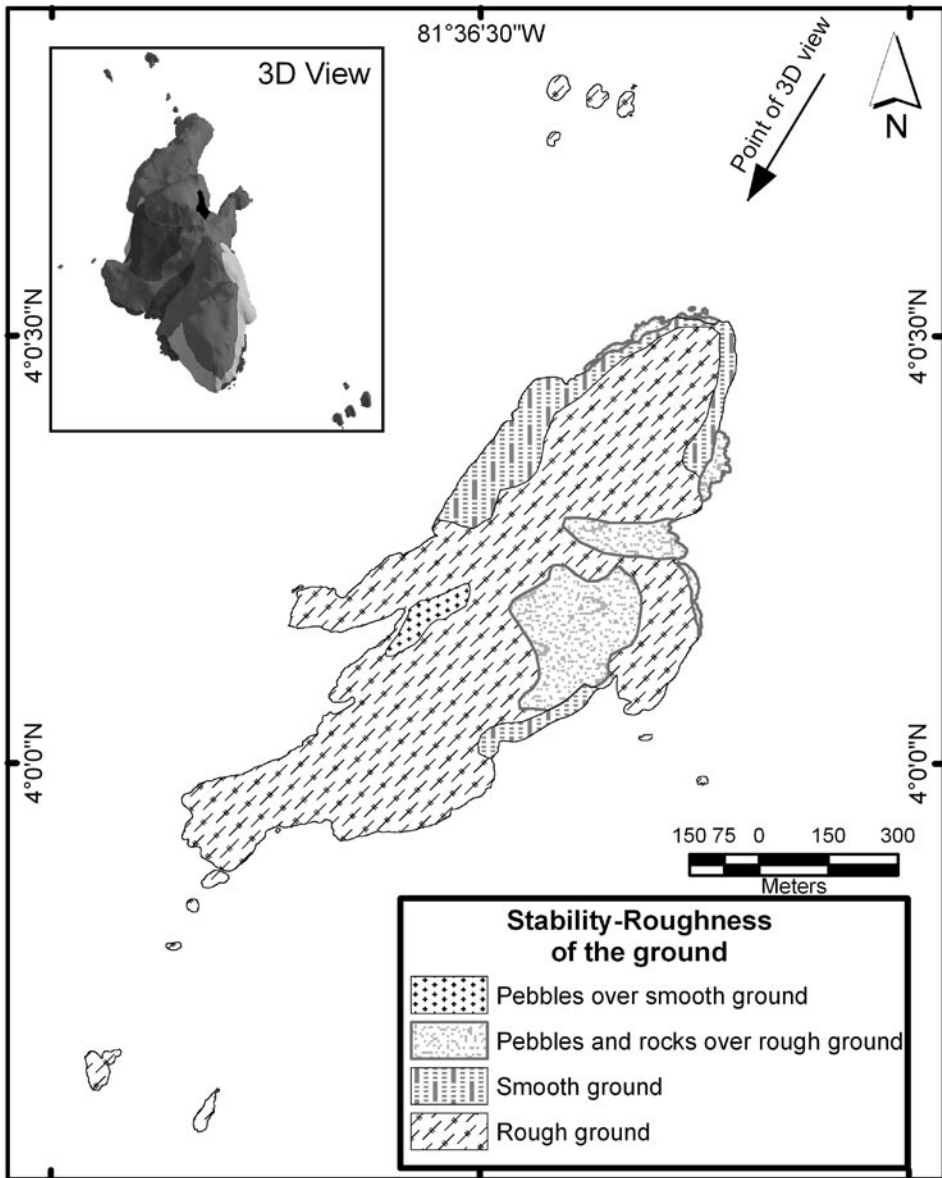 81°36'30"W
3D View
Point of 3D view
N
4°0'30"N
4°0'30"N
4°0'0"N
4°0'0"N
150 75 0 150 300
Meters
Stability-Roughness
of the ground
Pebbles over smooth ground
Pebbles and rocks over rough ground
Smooth ground
Rough ground